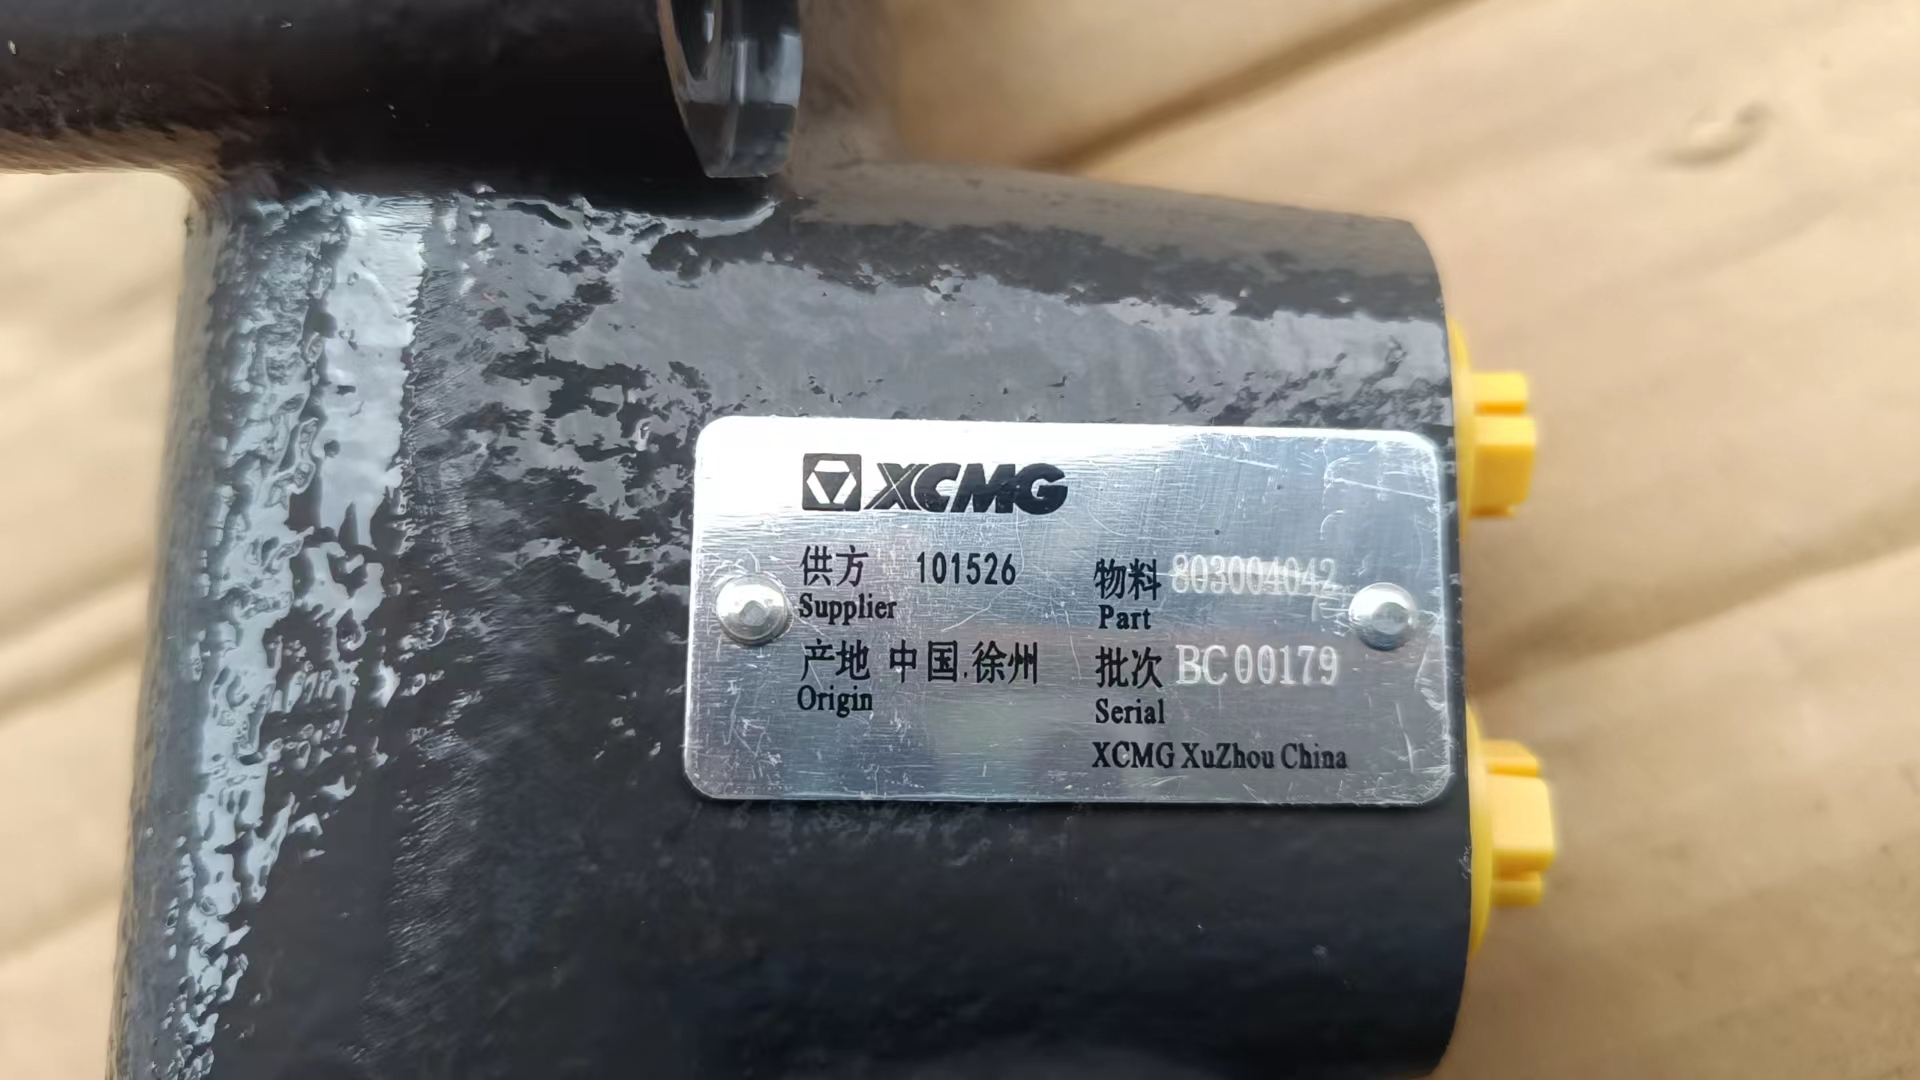 XCMG
供方 101526
Supplier
物料 803004042
Part
产地 中国.徐州
Origin
批次 BC00179
Serial
XCMG XuZhou China